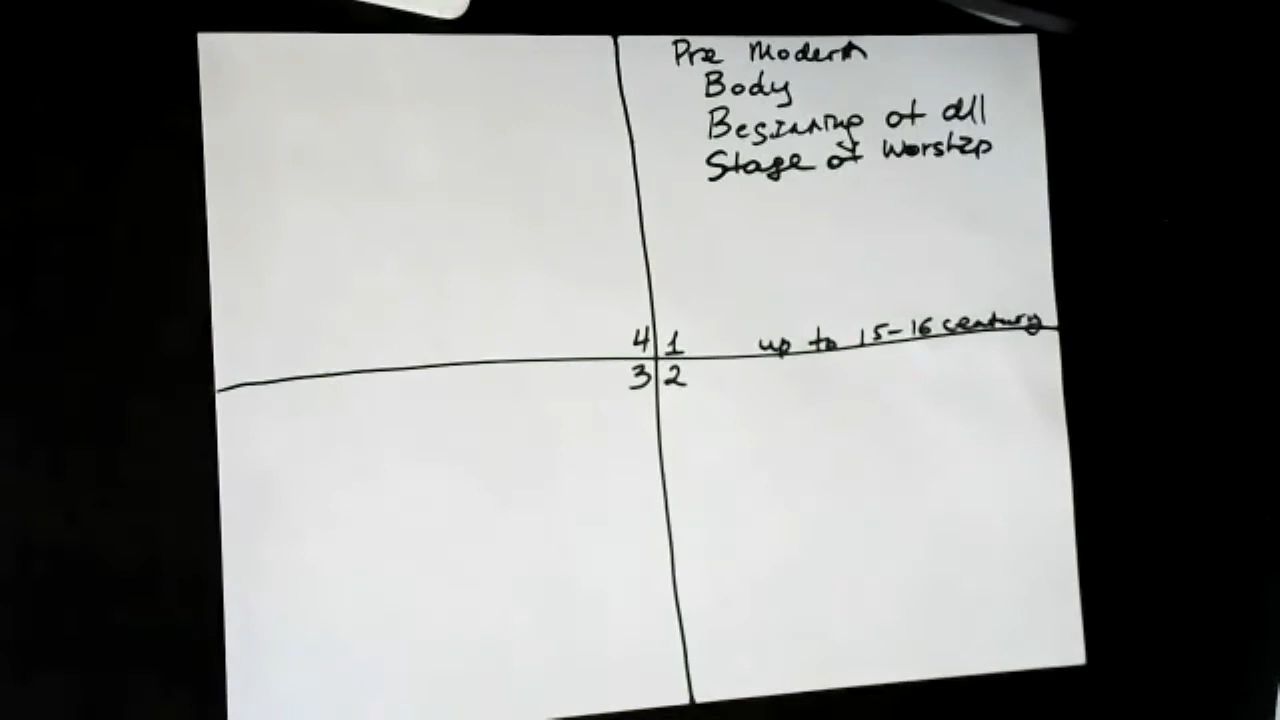 Pre Modern
Body
Beginning of all
Stage of Worship
up to 15-16 century
4 1
3 2